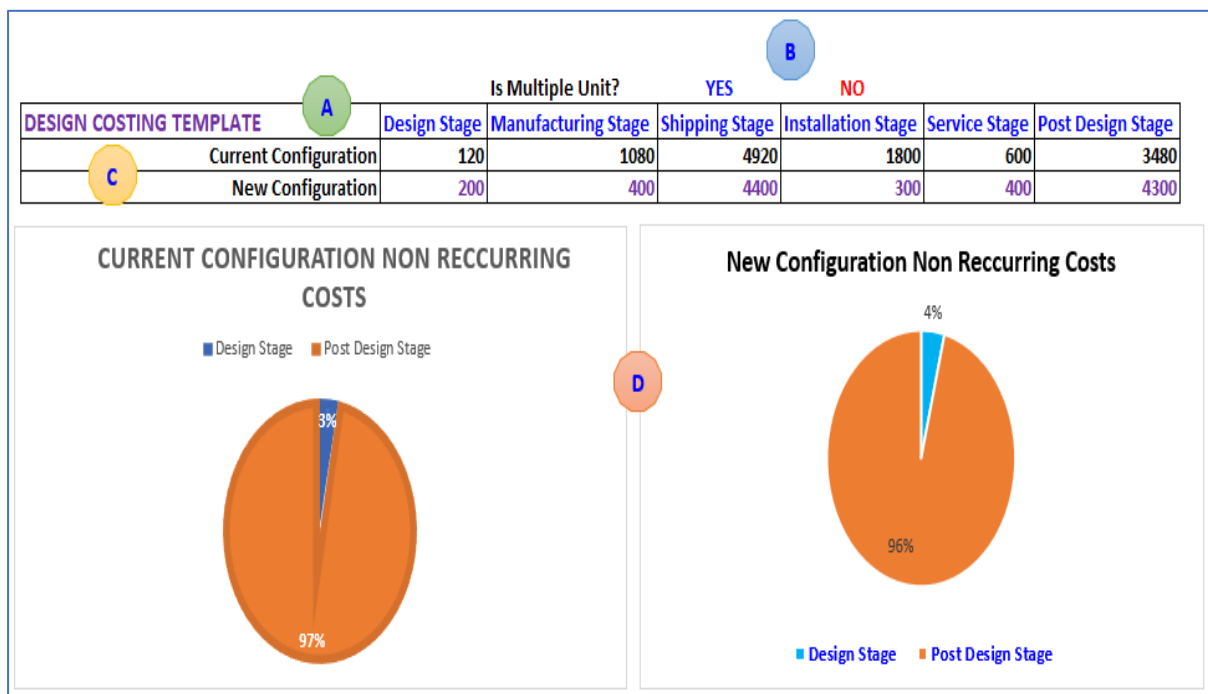 B
Is Multiple Unit? YES NO
A
DESIGN COSTING TEMPLATE Design Stage Manufacturing Stage Shipping Stage Installation Stage Service Stage Post Design Stage
Current Configuration 120 1080 4920 1800 600 3480
C
New Configuration 200 400 4400 300 400 4300
CURRENT CONFIGURATION NON RECCURRING
COSTS
Design Stage Post Design Stage
3%
97%
D
New Configuration Non Reccurring Costs
4%
96%
Design Stage Post Design Stage